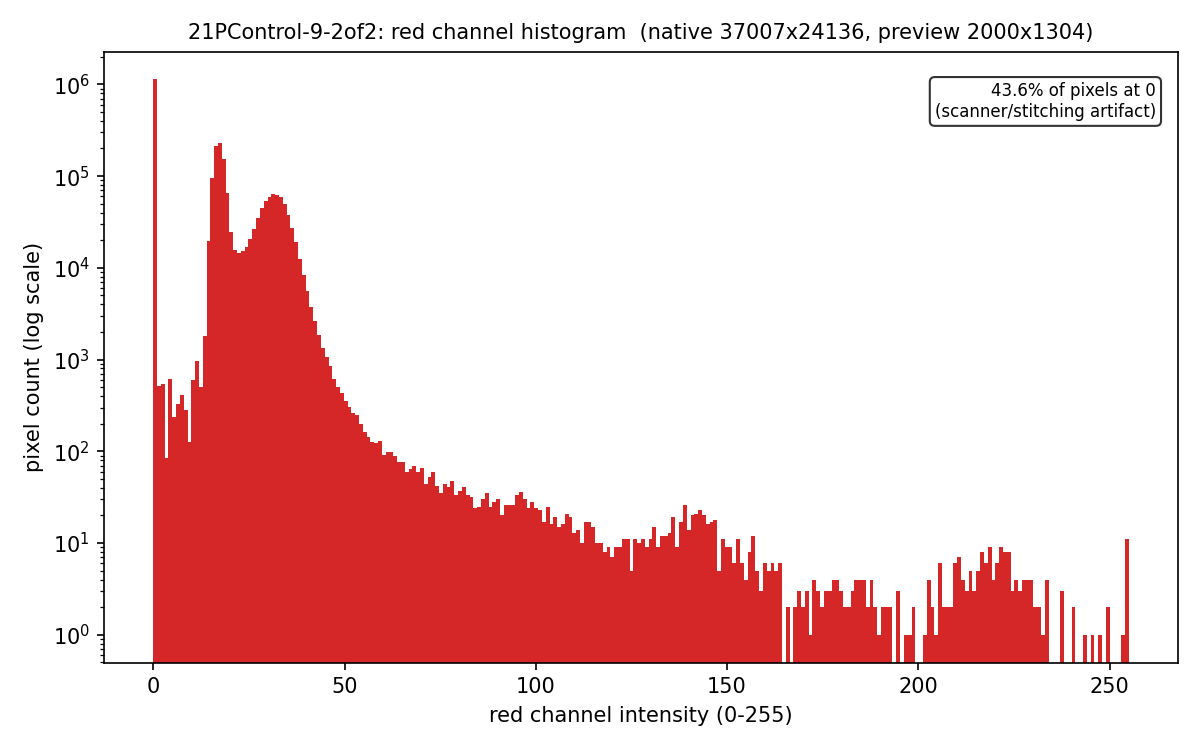 21PControl-9-2of2: red channel histogram (native 37007x24136, preview 2000x1304)
43.6% of pixels at 0
(scanner/stitching artifact)
pixel count (log scale)
10⁶
10⁵
10⁴
10³
10²
10¹
10⁰
0 50 100 150 200 250
red channel intensity (0-255)